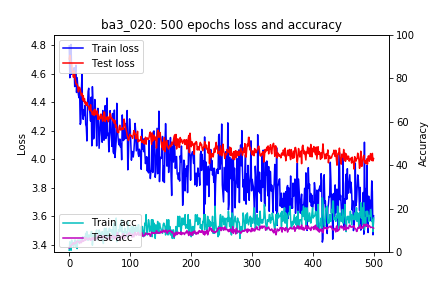 ba3_020: 500 epochs loss and accuracy
Train loss
Test loss
Train acc
Test acc
Loss
Accuracy
4.8
4.6
4.4
4.2
4.0
3.8
3.6
3.4
100
80
60
40
20
0
0
100
200
300
400
500